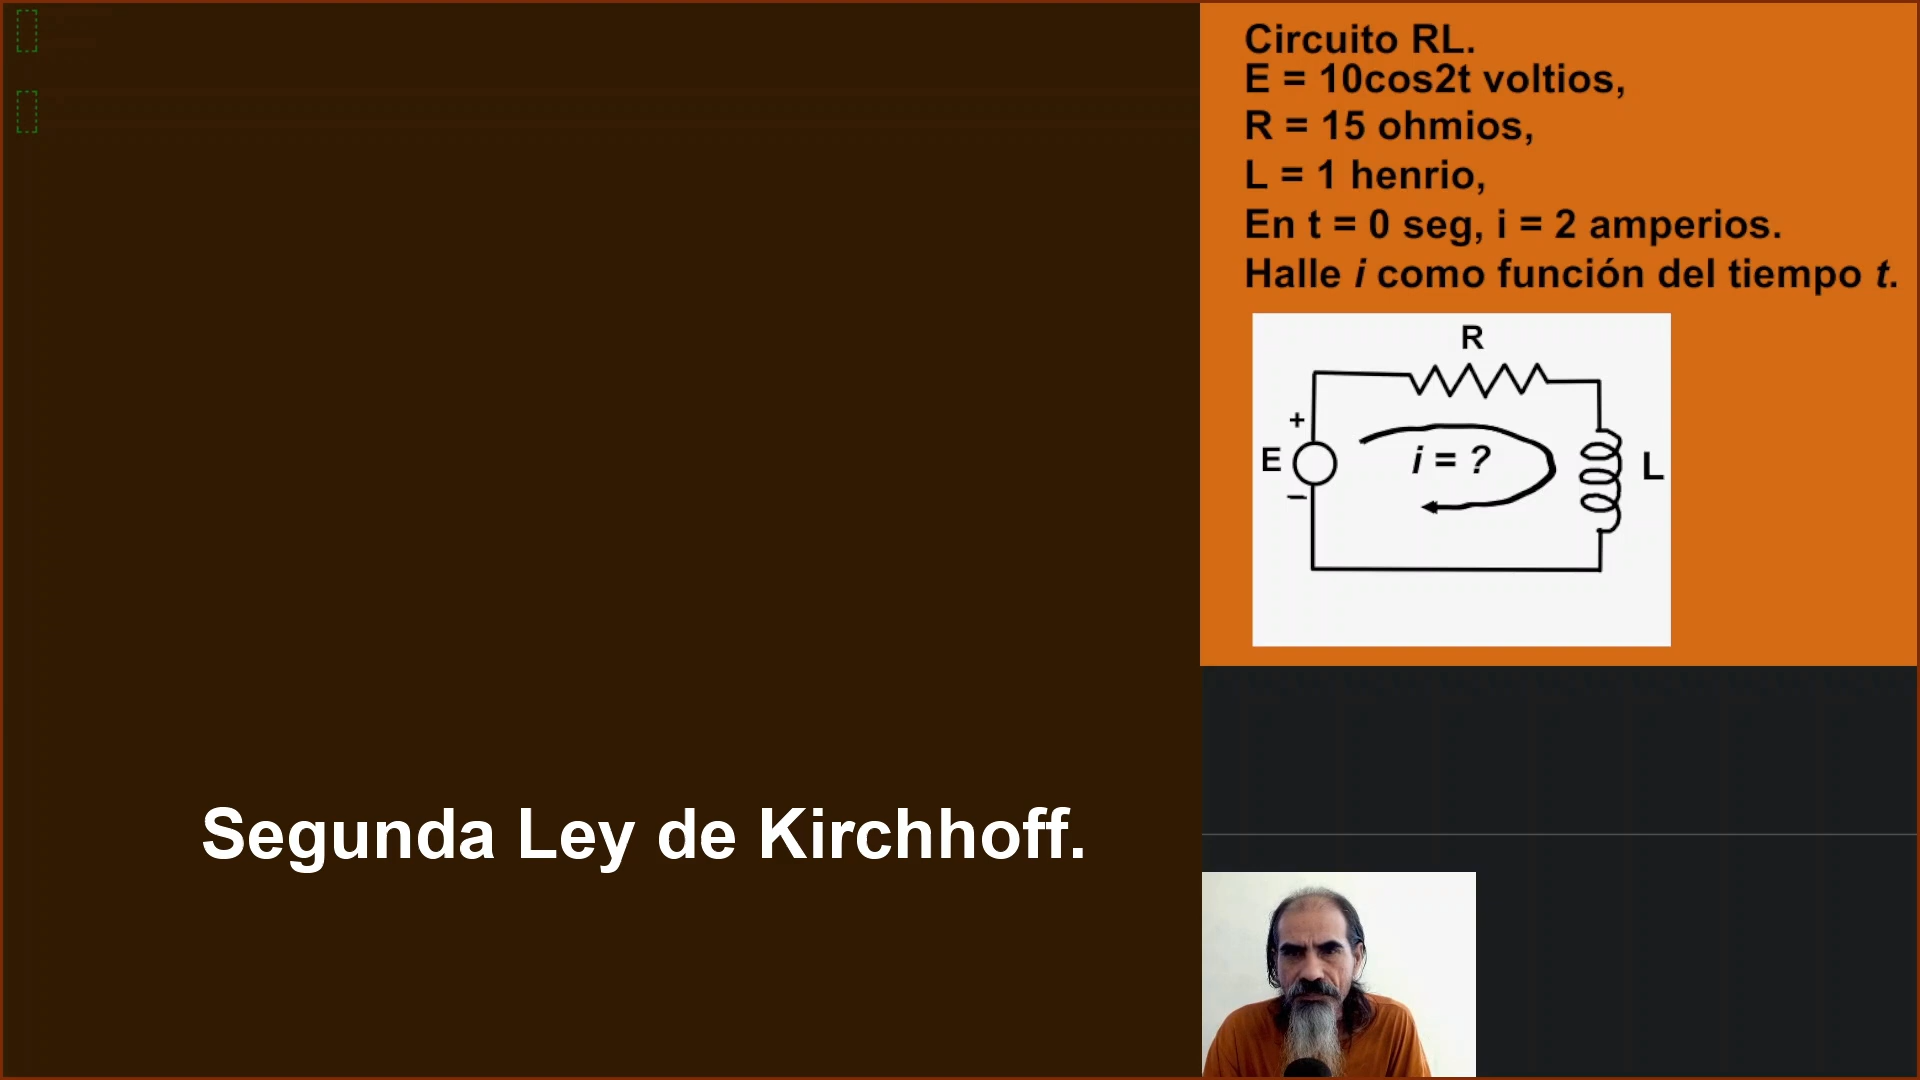 Circuito RL.
E = 10cos2t voltios,
R = 15 ohmios,
L = 1 henrio,
En t = 0 seg, i = 2 amperios.
Halle i como función del tiempo t.
R
+
E
i = ?
L
−
Segunda Ley de Kirchhoff.